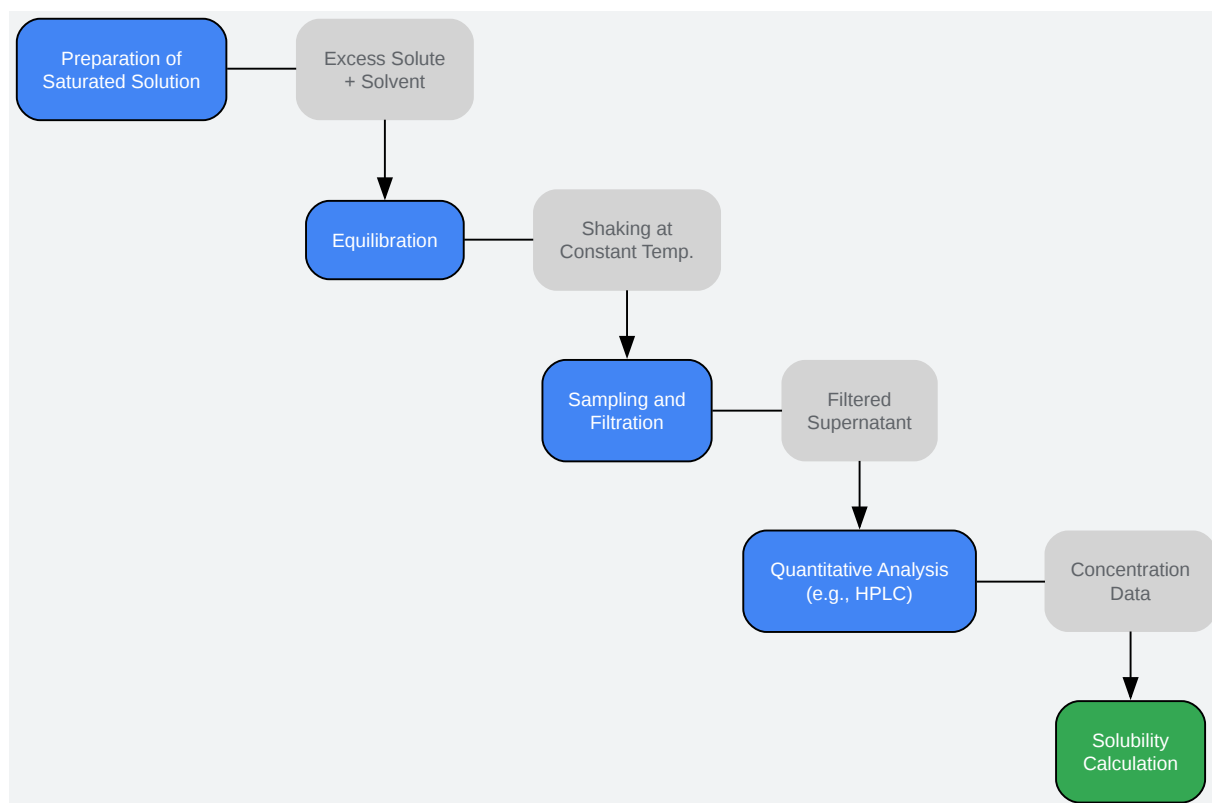 Preparation of
Saturated Solution
Excess Solute
+ Solvent
Equilibration
Shaking at
Constant Temp.
Sampling and
Filtration
Filtered
Supernatant
Quantitative Analysis
(e.g., HPLC)
Concentration
Data
Solubility
Calculation